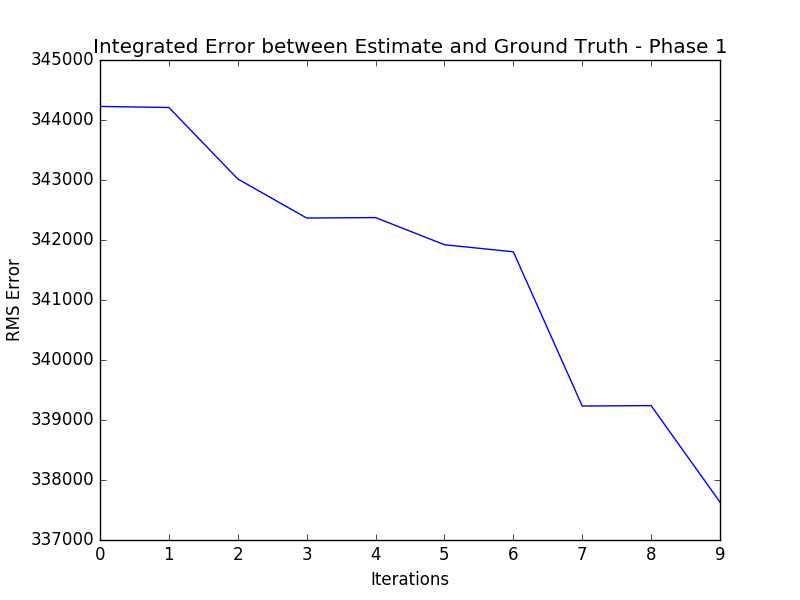 Integrated Error between Estimate and Ground Truth - Phase 1
345000
344000
343000
342000
341000
340000
339000
338000
337000
RMS Error
0 1 2 3 4 5 6 7 8 9
Iterations